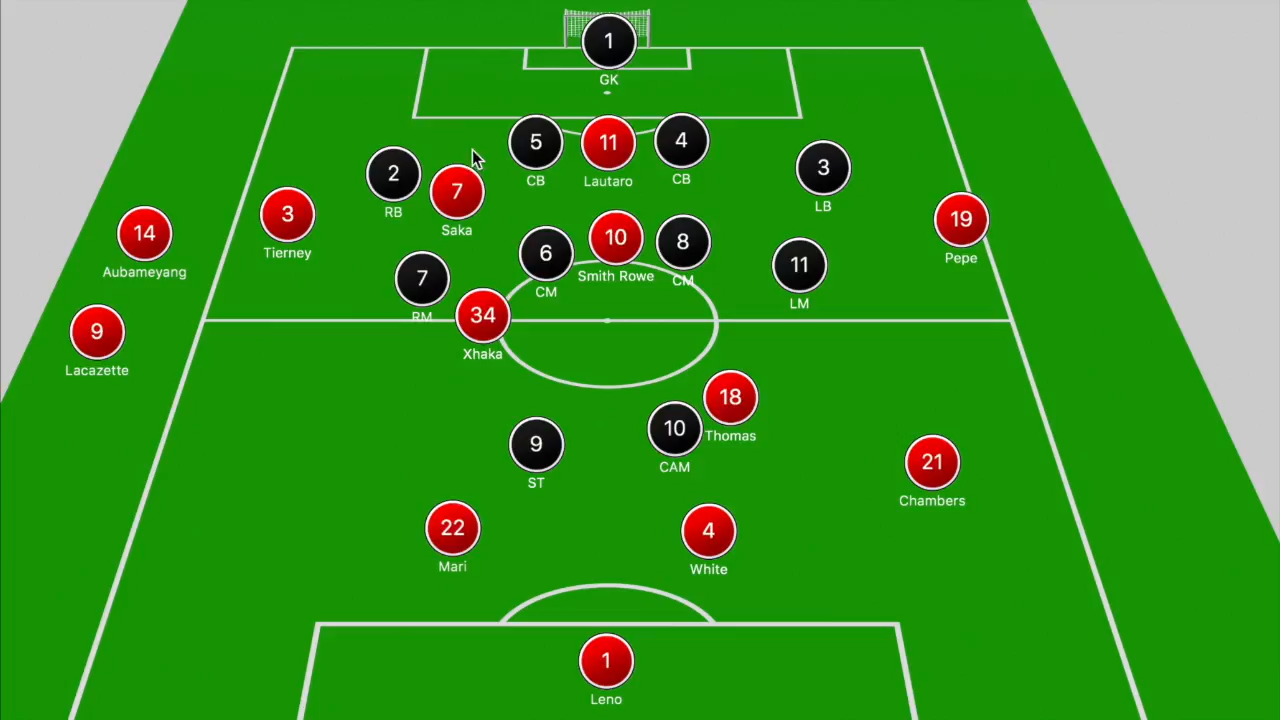 1
GK
5
CB
11
Lautaro
4
CB
2
RB
7
Saka
3
LB
3
Tierney
19
Pepe
14
Aubameyang
6
CM
10
Smith Rowe
8
CM
7
RM
11
LM
34
Xhaka
9
Lacazette
18
Thomas
10
CAM
9
ST
21
Chambers
22
Mari
4
White
1
Leno